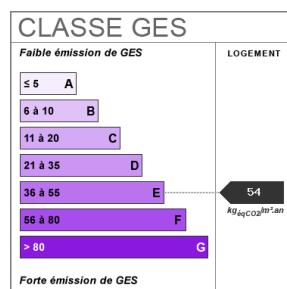 CLASSE GES
Faible émission de GES
LOGEMENT
≤ 5 A
6 à 10 B
11 à 20 C
21 à 35 D
36 à 55 E
54
kgéqCO2/m².an
56 à 80 F
> 80 G
Forte émission de GES